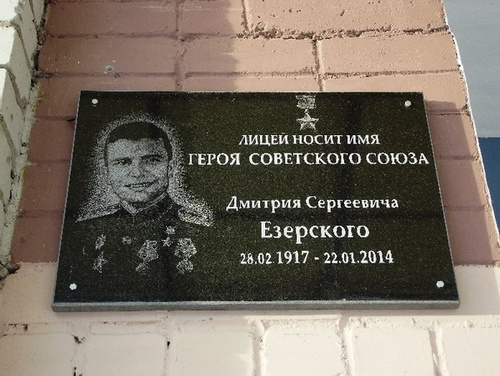 ЛИЦЕЙ НОСИТ ИМЯ
ГЕРОЯ СОВЕТСКОГО СОЮЗА
Дмитрия Сергеевича
Езерского
28.02.1917 - 22.01.2014